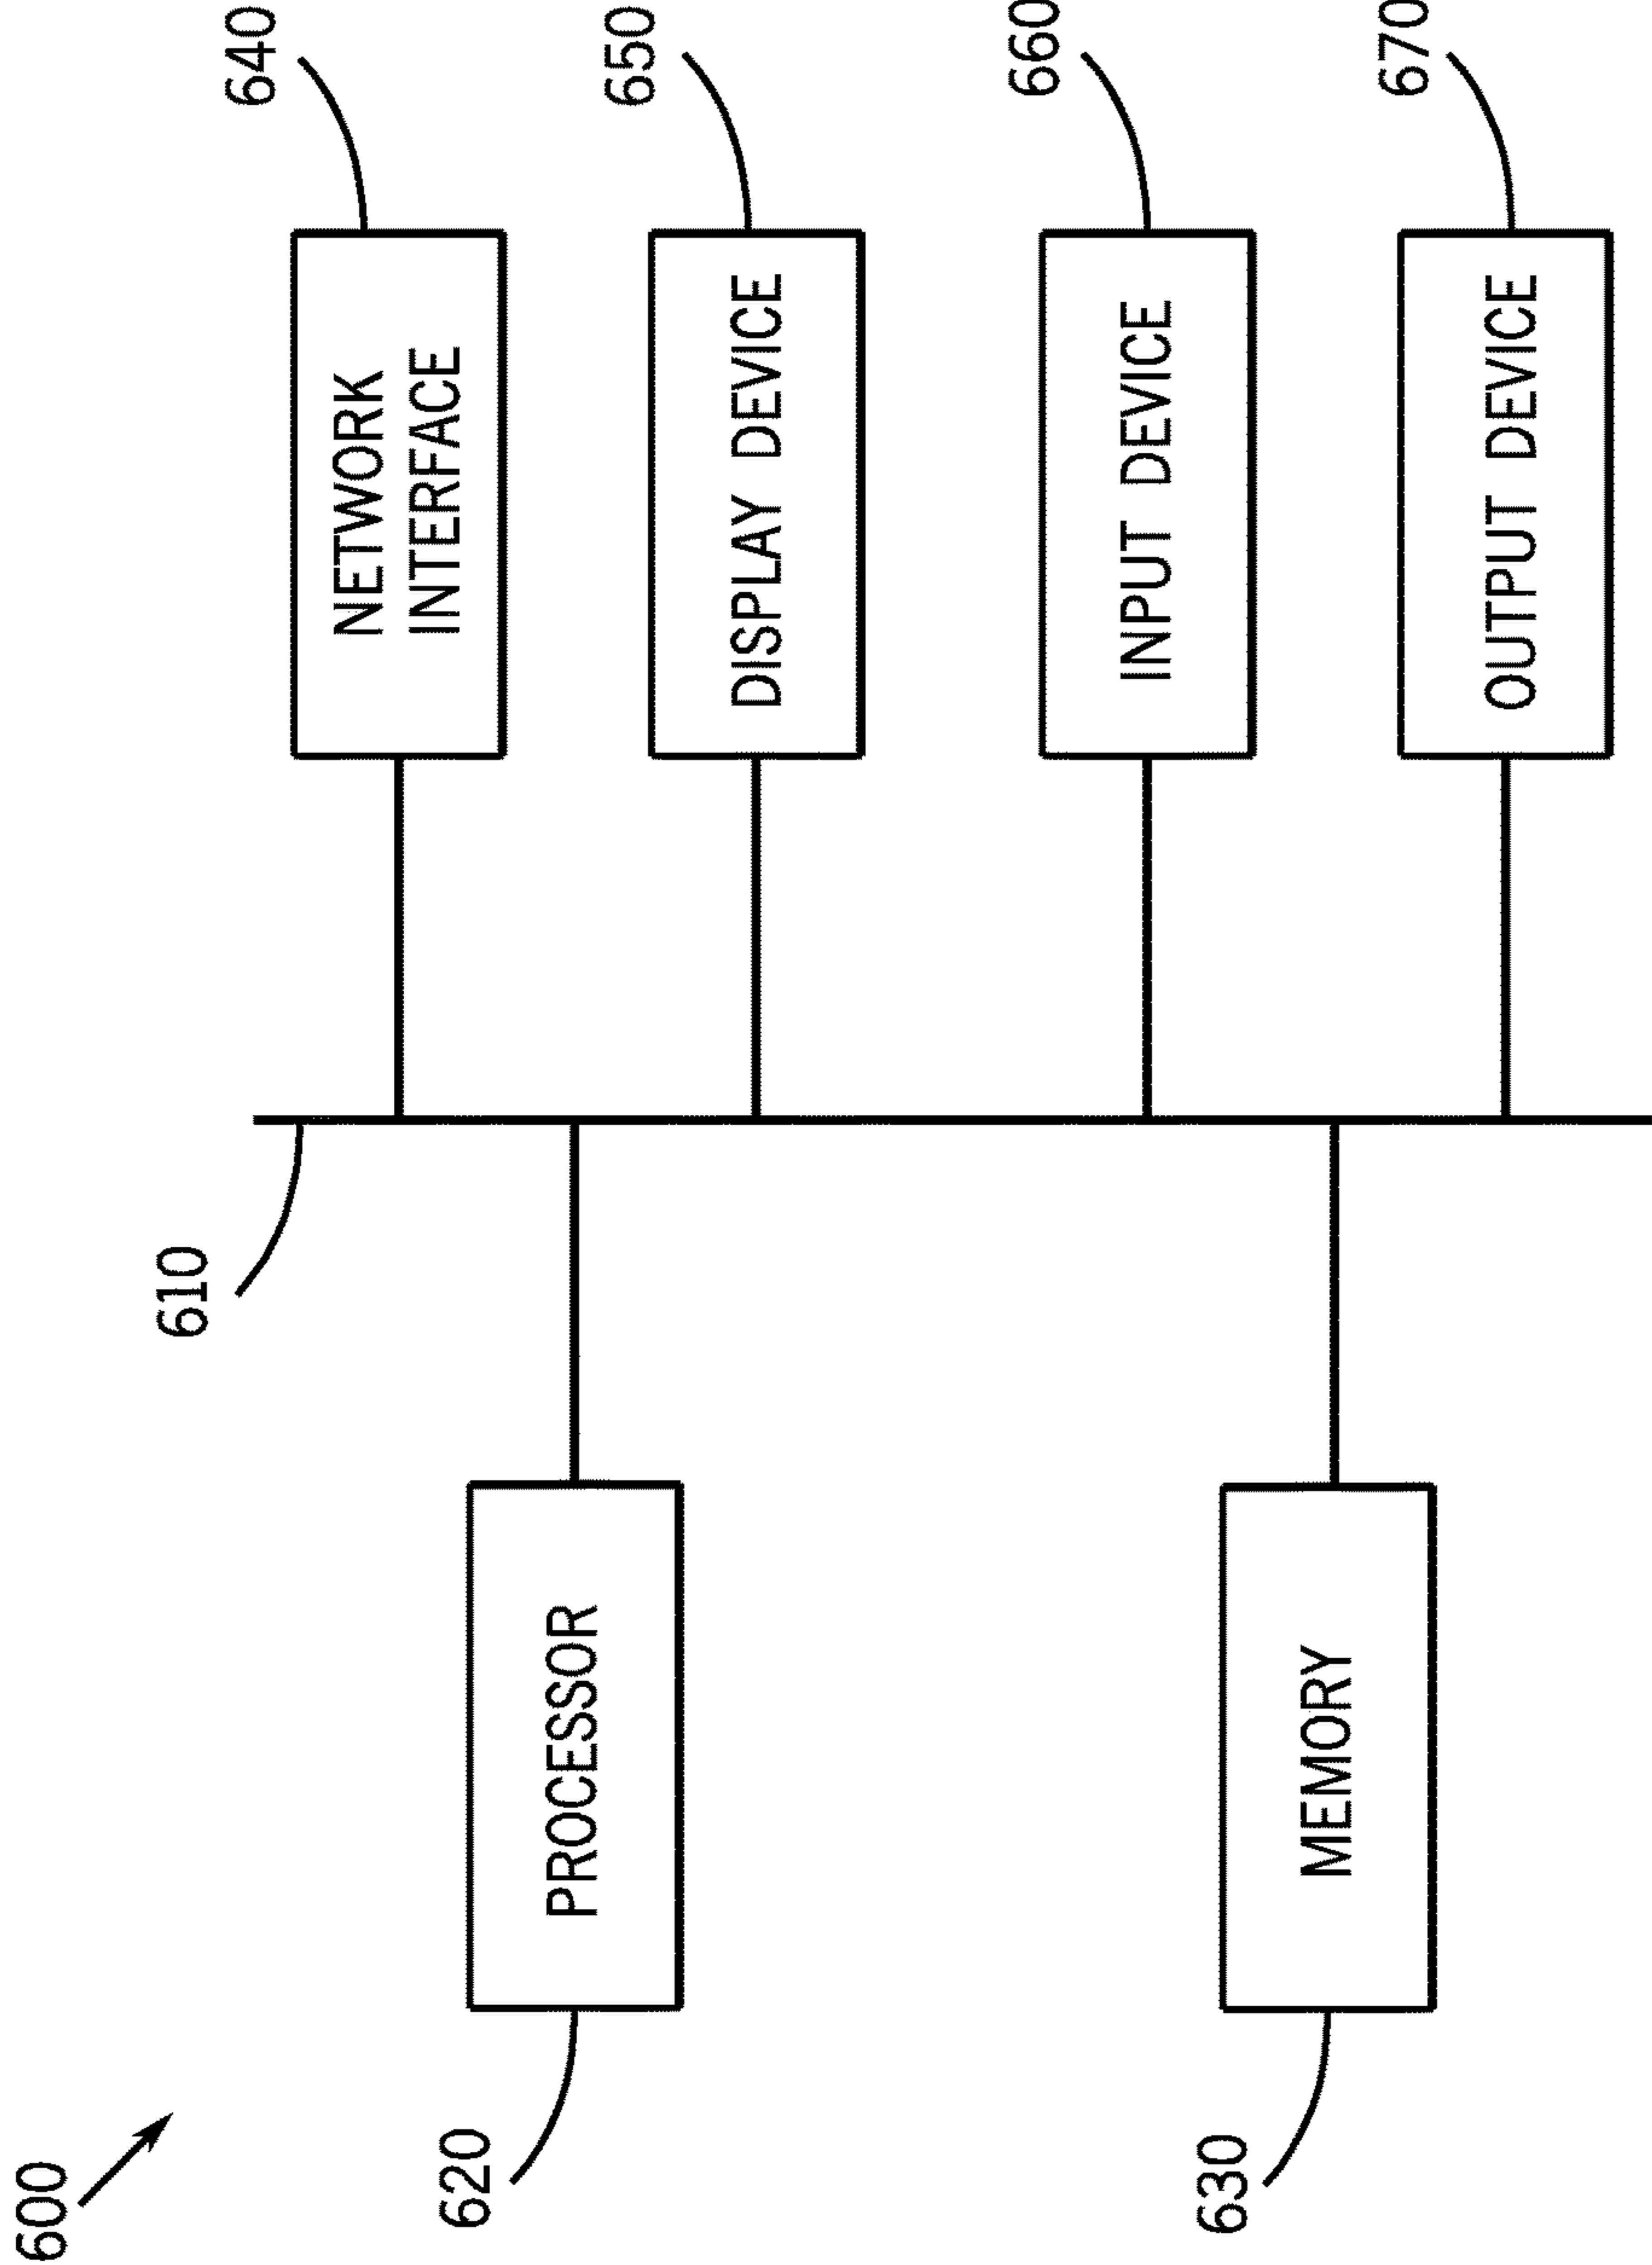 600
610
620
PROCESSOR
630
MEMORY
640
NETWORK
INTERFACE
650
DISPLAY DEVICE
660
INPUT DEVICE
670
OUTPUT DEVICE